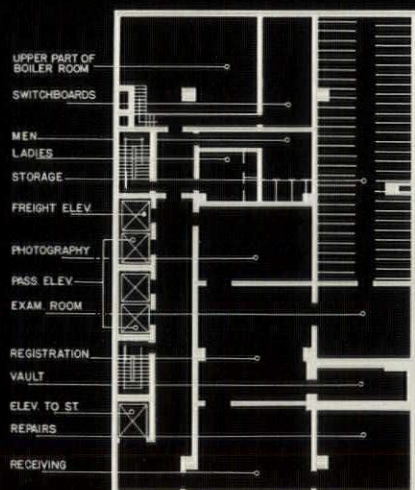 UPPER PART OF
BOILER ROOM
SWITCHBOARDS
MEN
LADIES
STORAGE
FREIGHT ELEV.
PHOTOGRAPHY
PASS. ELEV.
EXAM. ROOM
REGISTRATION
VAULT
ELEV. TO ST.
REPAIRS
RECEIVING